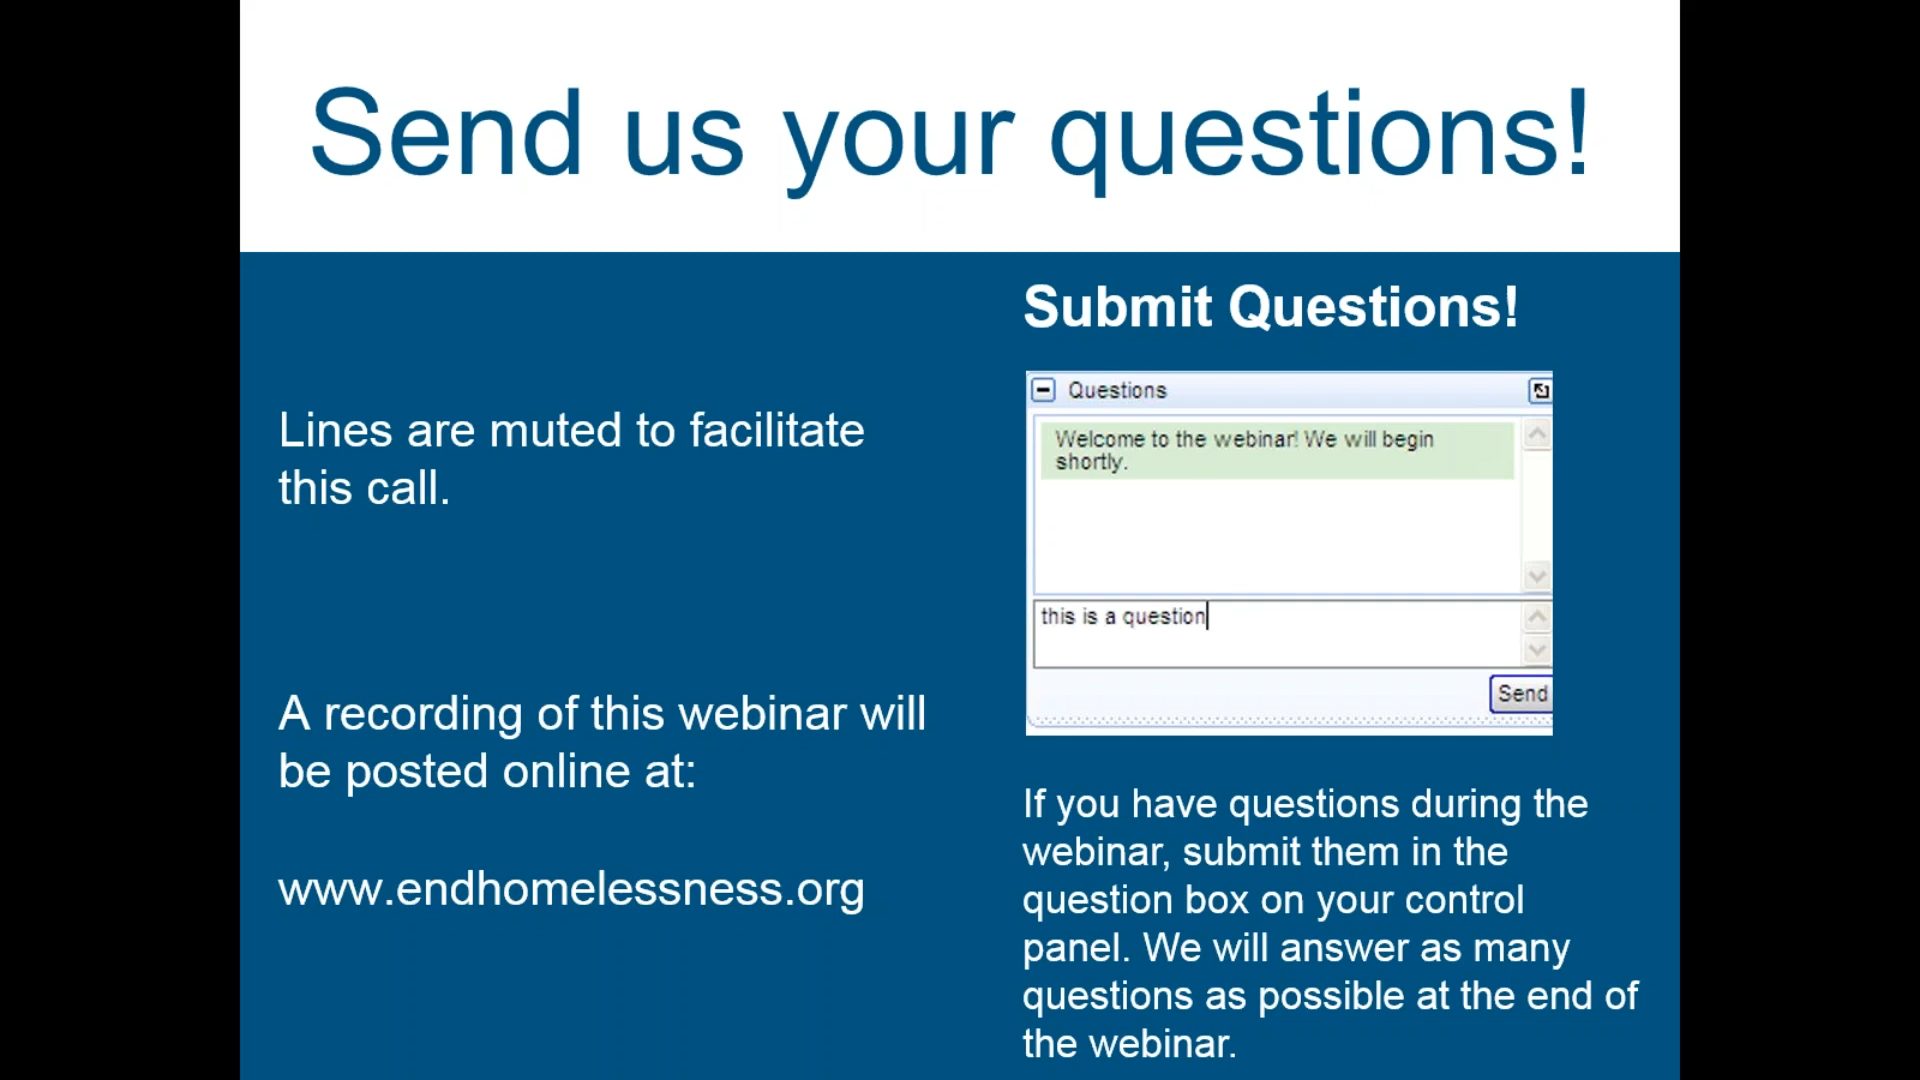 Send us your questions!
Lines are muted to facilitate
this call.
A recording of this webinar will
be posted online at:
www.endhomelessness.org
Submit Questions!
Questions
Welcome to the webinar! We will begin
shortly.
this is a question
Send
If you have questions during the
webinar, submit them in the
question box on your control
panel. We will answer as many
questions as possible at the end of
the webinar.